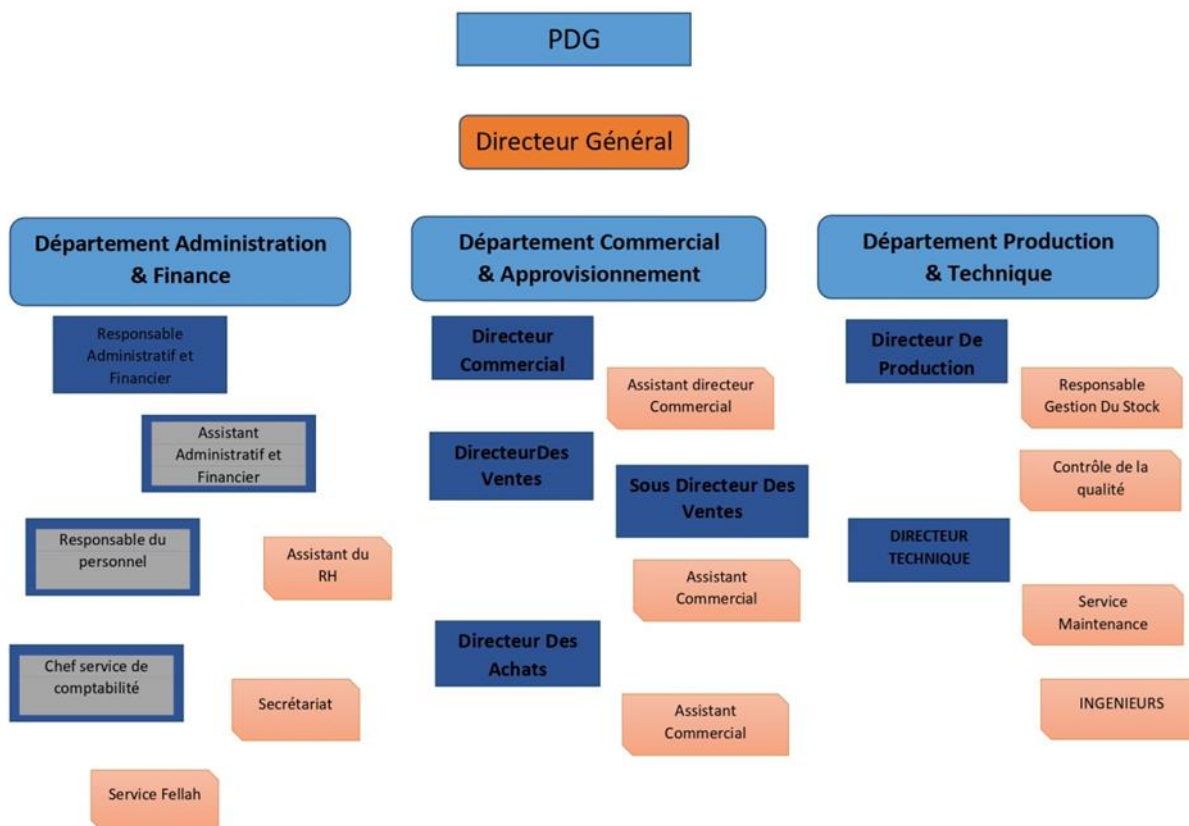 PDG
Directeur Général
Département Administration
& Finance
Responsable
Administratif et
Financier
Assistant
Administratif et
Financier
Responsable du
personnel
Assistant du
RH
Chef service de
comptabilité
Secrétariat
Service Fellah
Département Commercial
& Approvisionnement
Directeur
Commercial
Assistant directeur
Commercial
DirecteurDes
Ventes
Sous Directeur Des
Ventes
Assistant
Commercial
Directeur Des
Achats
Assistant
Commercial
Département Production
& Technique
Directeur De
Production
Responsable
Gestion Du Stock
Contrôle de la
qualité
DIRECTEUR
TECHNIQUE
Service
Maintenance
INGENIEURS